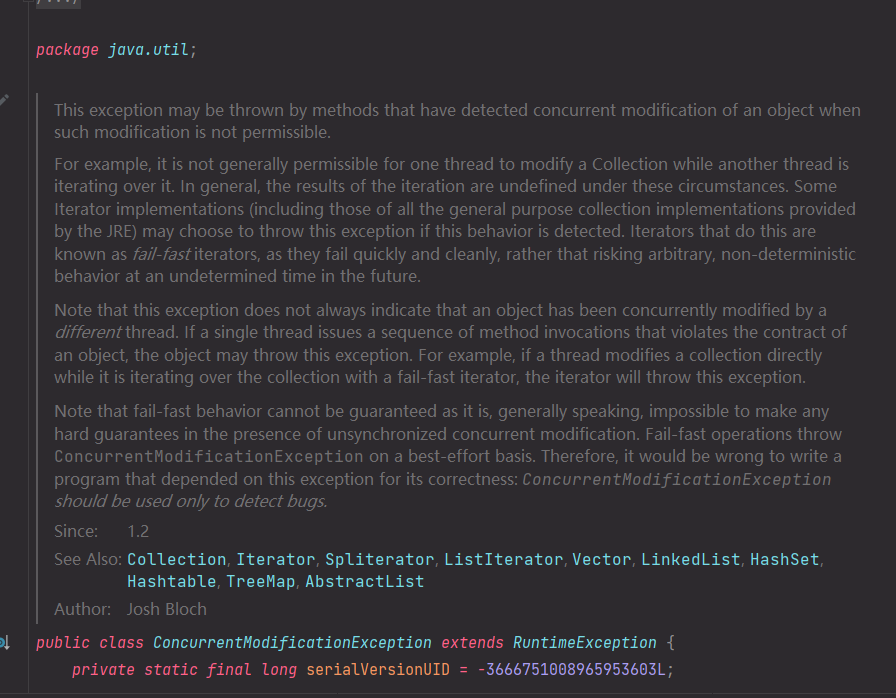 package java.util;
This exception may be thrown by methods that have detected concurrent modification of an object when
such modification is not permissible.
For example, it is not generally permissible for one thread to modify a Collection while another thread is
iterating over it. In general, the results of the iteration are undefined under these circumstances. Some
Iterator implementations (including those of all the general purpose collection implementations provided
by the JRE) may choose to throw this exception if this behavior is detected. Iterators that do this are
known as fail-fast iterators, as they fail quickly and cleanly, rather that risking arbitrary, non-deterministic
behavior at an undetermined time in the future.
Note that this exception does not always indicate that an object has been concurrently modified by a
different thread. If a single thread issues a sequence of method invocations that violates the contract of
an object, the object may throw this exception. For example, if a thread modifies a collection directly
while it is iterating over the collection with a fail-fast iterator, the iterator will throw this exception.
Note that fail-fast behavior cannot be guaranteed as it is, generally speaking, impossible to make any
hard guarantees in the presence of unsynchronized concurrent modification. Fail-fast operations throw
ConcurrentModificationException on a best-effort basis. Therefore, it would be wrong to write a
program that depended on this exception for its correctness: ConcurrentModificationException
should be used only to detect bugs.
Since: 1.2
See Also: Collection, Iterator, Spliterator, ListIterator, Vector, LinkedList, HashSet,
Hashtable, TreeMap, AbstractList
Author: Josh Bloch
public class ConcurrentModificationException extends RuntimeException {
private static final long serialVersionUID = -3666751008965953603L;